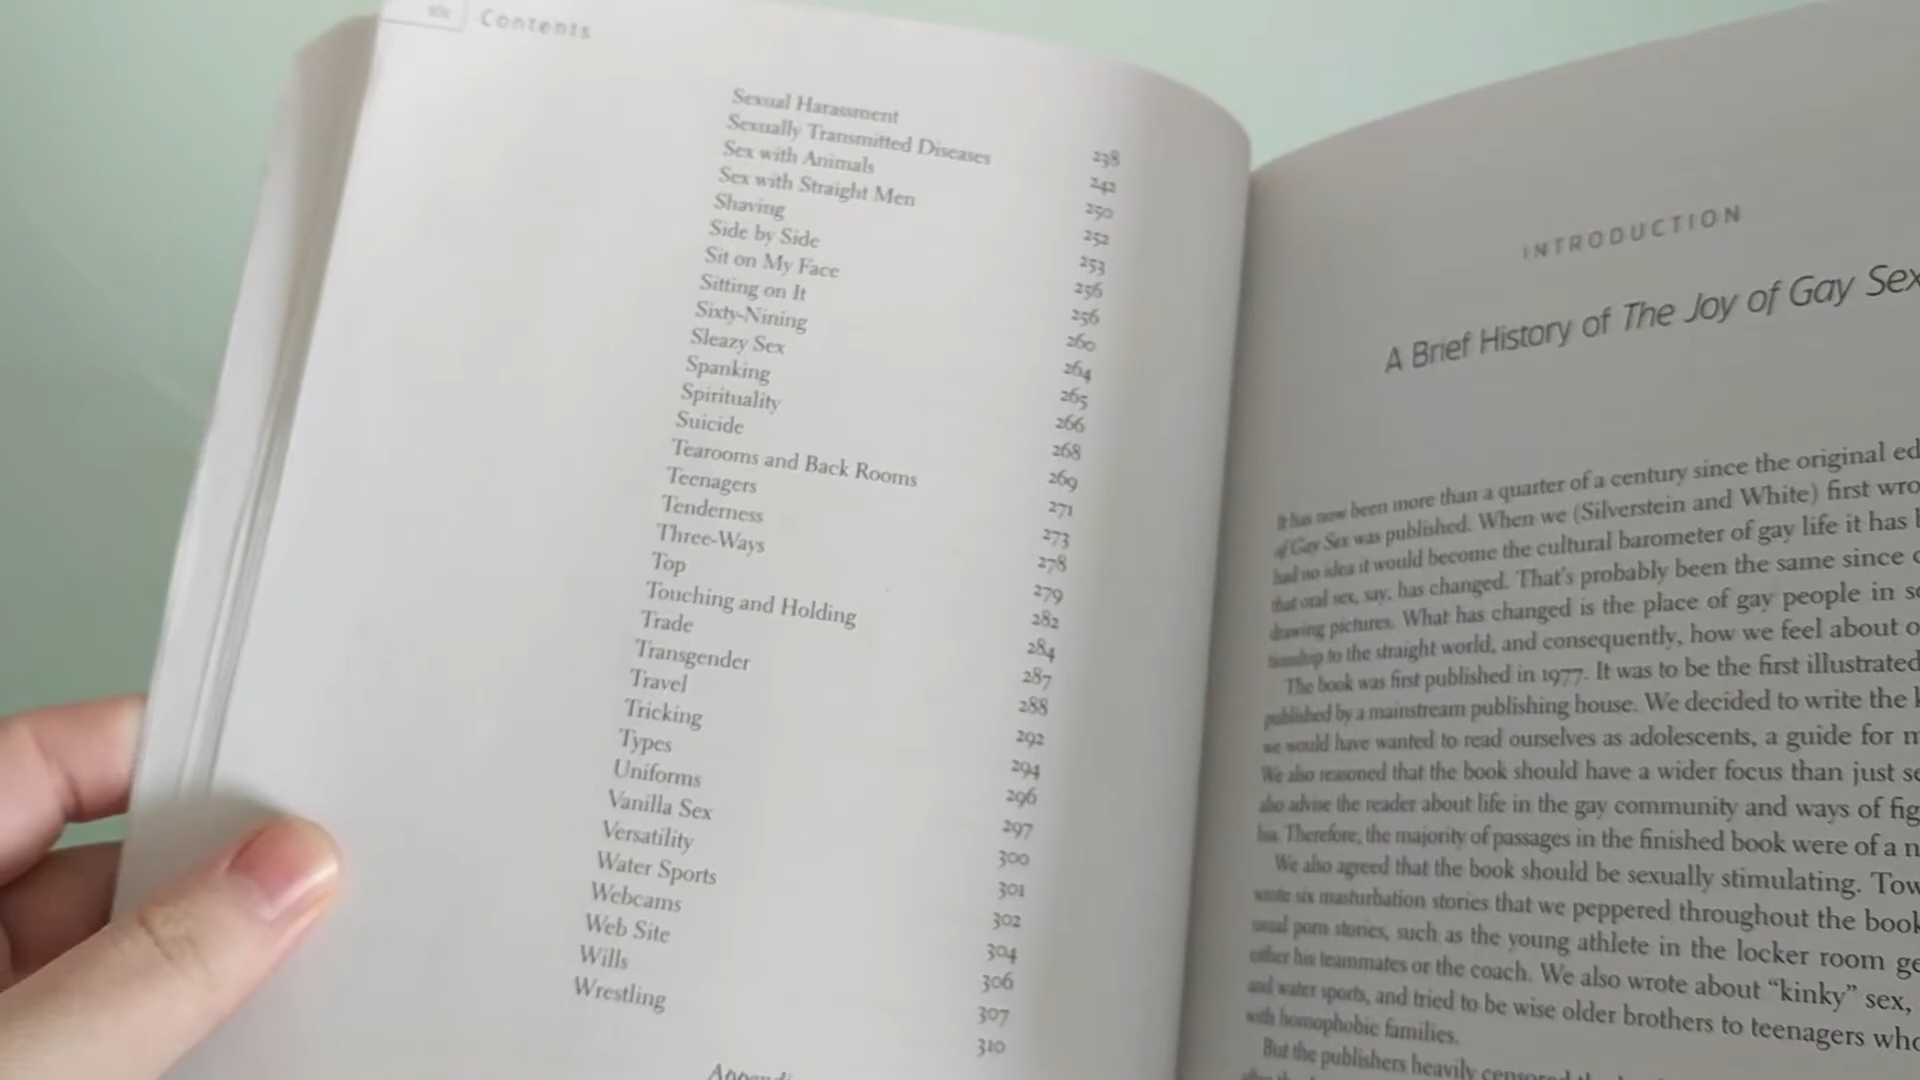 xiv Contents
Sexual Harassment 238
Sexually Transmitted Diseases 242
Sex with Animals 250
Sex with Straight Men 252
Shaving 253
Side by Side 256
Sit on My Face 256
Sitting on It 260
Sixty-Nining 264
Sleazy Sex 265
Spanking 266
Spirituality 268
Suicide 269
Tearooms and Back Rooms 271
Teenagers 273
Tenderness 278
Three-Ways 279
Top 282
Touching and Holding 284
Trade 287
Transgender 288
Travel 292
Tricking 294
Types 296
Uniforms 297
Vanilla Sex 300
Versatility 301
Water Sports 302
Webcams 304
Web Site 306
Wills 307
Wrestling 310
INTRODUCTION
A Brief History of The Joy of Gay Sex
It has now been more than a quarter of a century since the original ed
of Gay Sex was published. When we (Silverstein and White) first wro
had no idea it would become the cultural barometer of gay life it has
that oral sex, say, has changed. That's probably been the same since
drawing pictures. What has changed is the place of gay people in
tionship to the straight world, and consequently, how we feel about
The book was first published in 1977. It was to be the first illustrated
published by a mainstream publishing house. We decided to write the
we would have wanted to read ourselves as adolescents, a guide for
We also reasoned that the book should have a wider focus than just
also advise the reader about life in the gay community and ways of fig
bia. Therefore, the majority of passages in the finished book were of a
We also agreed that the book should be sexually stimulating. Tow
wrote six masturbation stories that we peppered throughout the book
usual porn stories, such as the young athlete in the locker room ge
either his teammates or the coach. We also wrote about "kinky" sex,
and water sports, and tried to be wise older brothers to teenagers who
with homophobic families.
But the publishers heavily censored